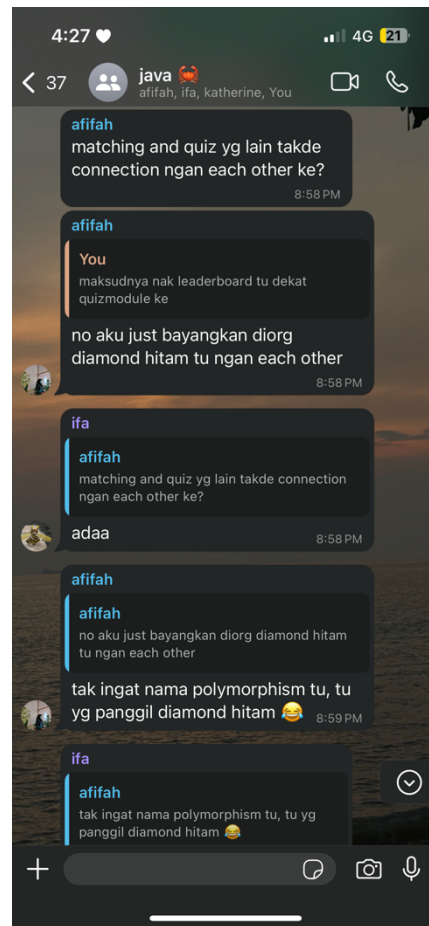 4:27
4G 21
37
java 🦀
afifah, ifa, katherine, You
afifah
matching and quiz yg lain takde
connection ngan each other ke?
8:58 PM
afifah
You
maksudnya nak leaderboard tu dekat
quizmodule ke
no aku just bayangkan diorg
diamond hitam tu ngan each other
8:58 PM
ifa
afifah
matching and quiz yg lain takde connection
ngan each other ke?
adaa
8:58 PM
afifah
afifah
no aku just bayangkan diorg diamond hitam
tu ngan each other
tak ingat nama polymorphism tu, tu
yg panggil diamond hitam 😂
8:59 PM
ifa
afifah
tak ingat nama polymorphism tu, tu yg
panggil diamond hitam 😂